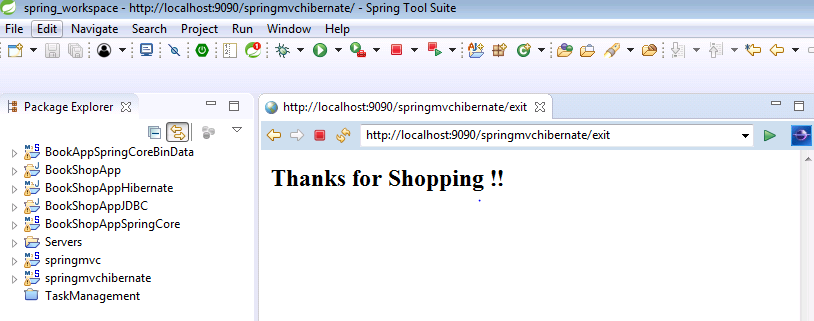 spring_workspace - http://localhost:9090/springmvchibernate/ - Spring Tool Suite
File Edit Navigate Search Project Run Window Help
Package Explorer
http://localhost:9090/springmvchibernate/exit
http://localhost:9090/springmvchibernate/exit
BookAppSpringCoreBinData
BookShopApp
BookShopAppHibernate
BookShopAppJDBC
BookShopAppSpringCore
Servers
springmvc
springmvchibernate
TaskManagement
Thanks for Shopping !!